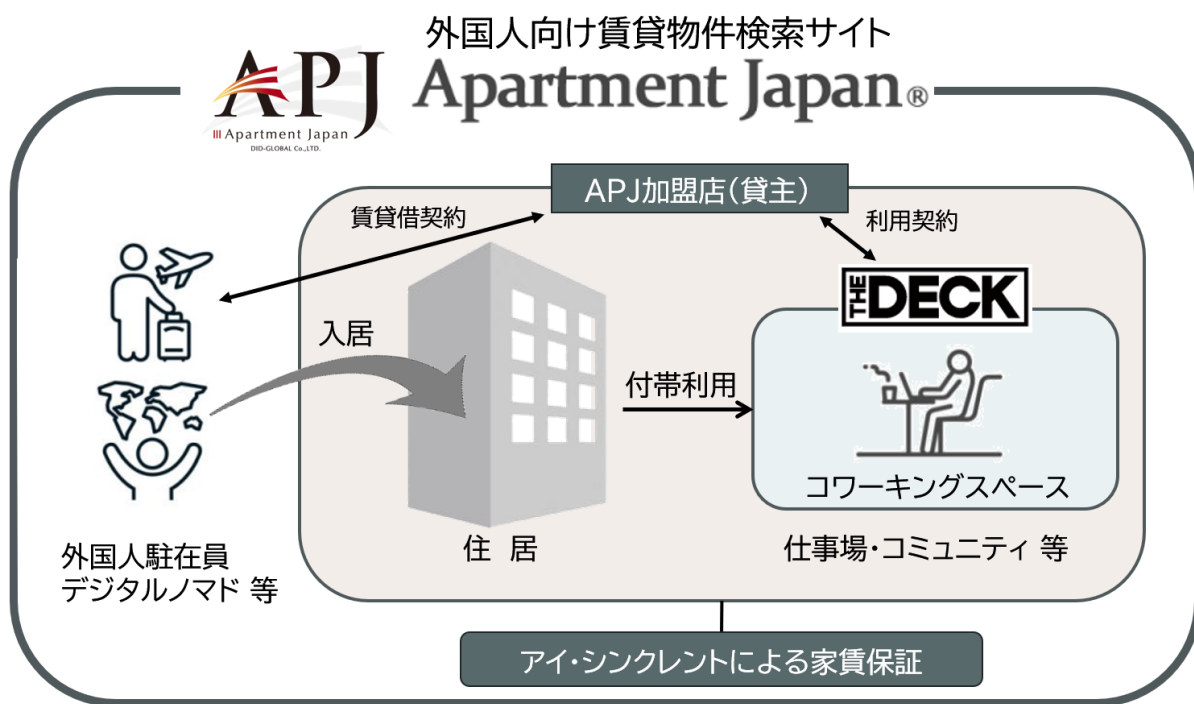 外国人向け賃貸物件検索サイト
APJ
Apartment Japan®
Apartment Japan
DID-GLOBAL Co.,LTD.
APJ加盟店(貸主)
賃貸借契約
利用契約
THE DECK
入居
付帯利用
コワーキングスペース
住 居
仕事場・コミュニティ 等
外国人駐在員
デジタルノマド 等
アイ・シンクレントによる家賃保証